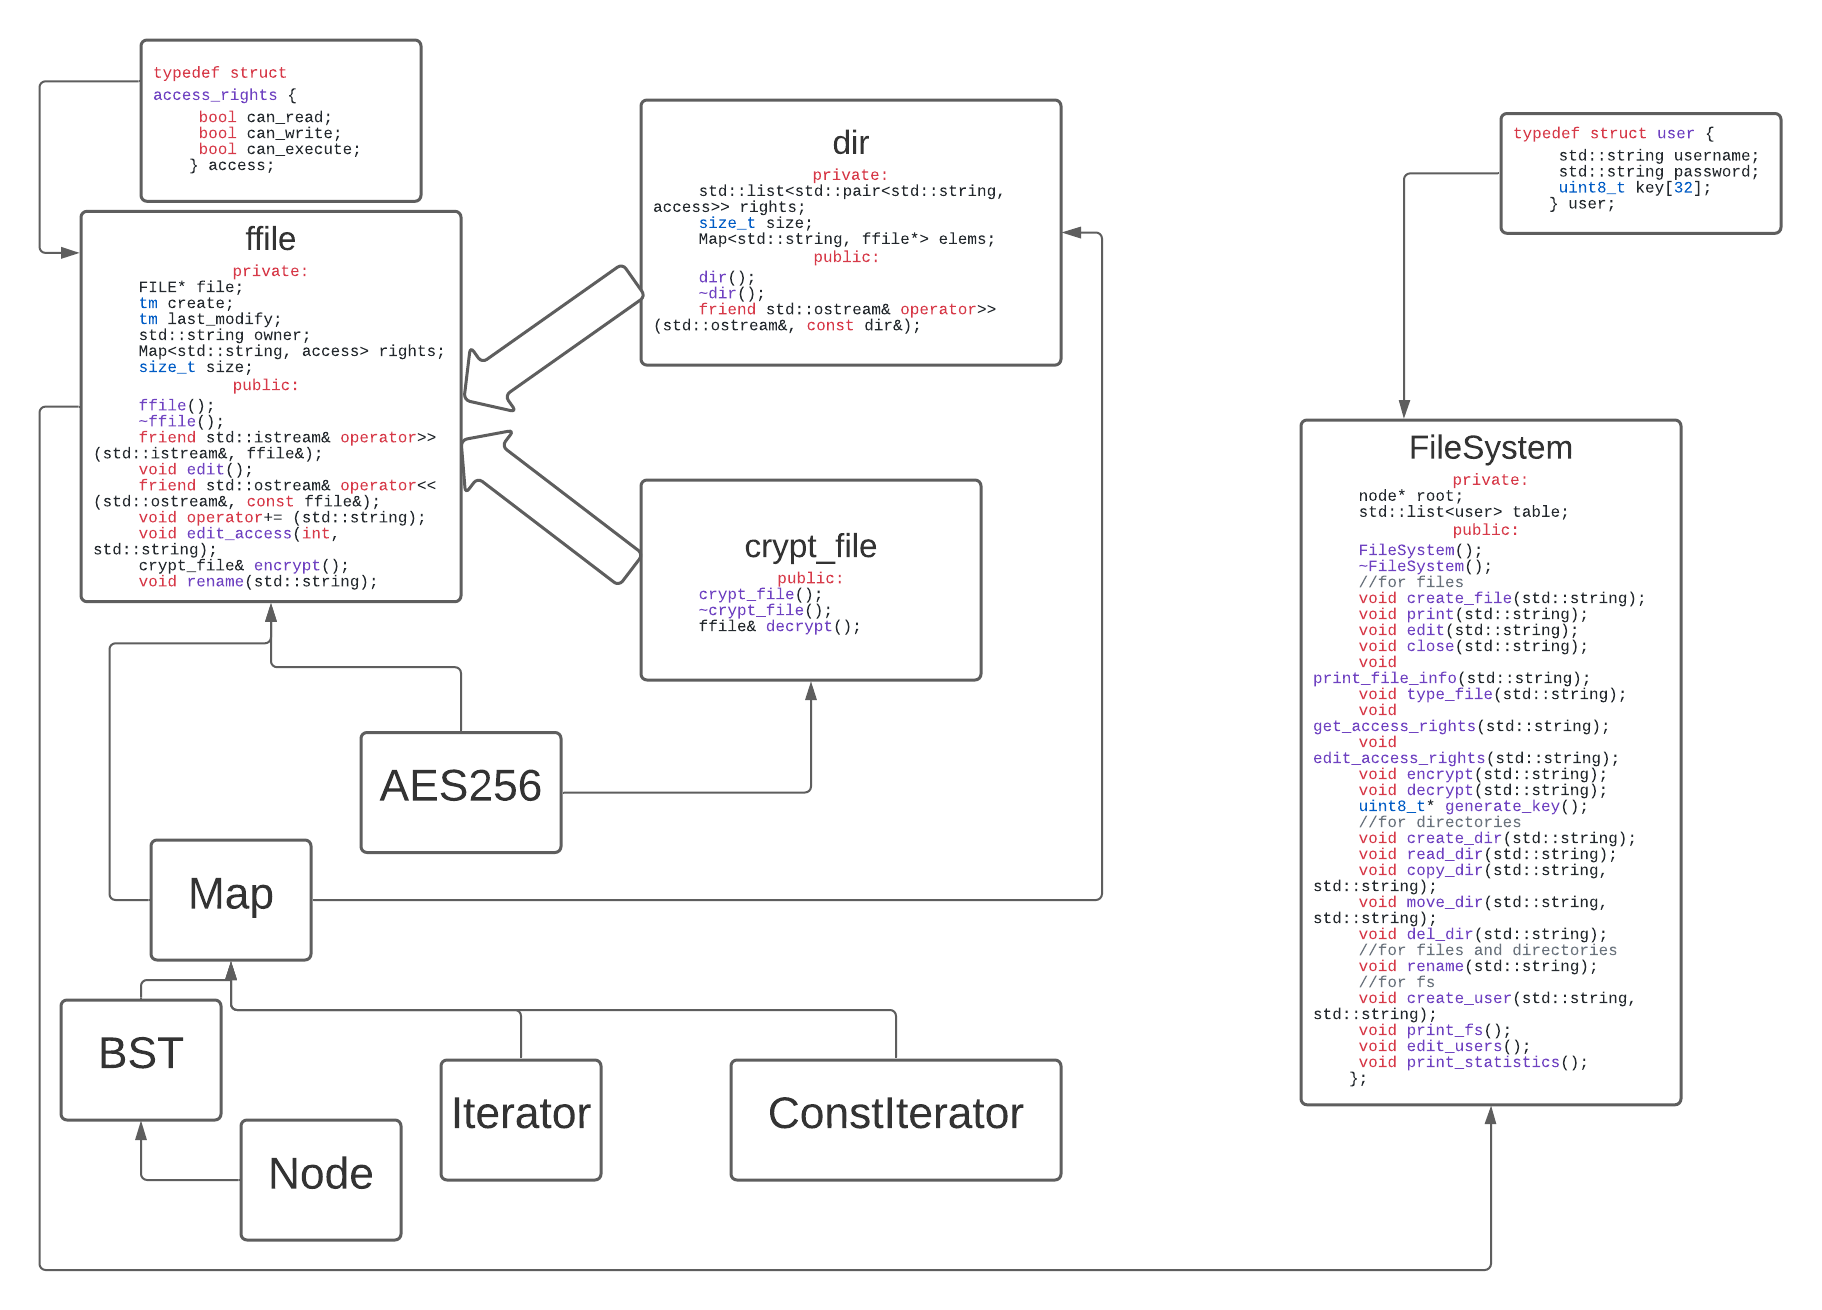 typedef struct
access_rights {
bool can_read;
bool can_write;
bool can_execute;
} access;
ffile
private:
FILE* file;
tm create;
tm last_modify;
std::string owner;
Map<std::string, access> rights;
size_t size;
public:
ffile();
~ffile();
friend std::istream& operator>>
(std::istream&, ffile&);
void edit();
friend std::ostream& operator<<
(std::ostream&, const ffile&);
void operator+= (std::string);
void edit_access(int,
std::string);
crypt_file& encrypt();
void rename(std::string);
dir
private:
std::list<std::pair<std::string,
access>> rights;
size_t size;
Map<std::string, ffile*> elems;
public:
dir();
~dir();
friend std::ostream& operator>>
(std::ostream&, const dir&);
crypt_file
public:
crypt_file();
~crypt_file();
ffile& decrypt();
AES256
Map
BST
Node
Iterator
ConstIterator
typedef struct user {
std::string username;
std::string password;
uint8_t key[32];
} user;
FileSystem
private:
node* root;
std::list<user> table;
public:
FileSystem();
~FileSystem();
//for files
void create_file(std::string);
void print(std::string);
void edit(std::string);
void close(std::string);
void
print_file_info(std::string);
void type_file(std::string);
void
get_access_rights(std::string);
void
edit_access_rights(std::string);
void encrypt(std::string);
void decrypt(std::string);
uint8_t* generate_key();
//for directories
void create_dir(std::string);
void read_dir(std::string);
void copy_dir(std::string,
std::string);
void move_dir(std::string,
std::string);
void del_dir(std::string);
//for files and directories
void rename(std::string);
//for fs
void create_user(std::string,
std::string);
void print_fs();
void edit_users();
void print_statistics();
};